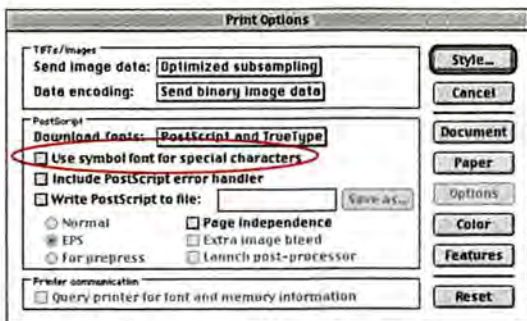 Print Options
TIFFs/Images
Send image data: Optimized subsampling
Style...
Data encoding: Send binary image data
Cancel
PostScript
Download fonts: PostScript and TrueType
Document
Use symbol font for special characters
Paper
Include PostScript error handler
Write PostScript to file:
Save as...
Options
Normal
Page independence
Color
EPS
Extra image bleed
For prepress
Launch post-processor
Features
Printer communication
Query printer for font and memory information
Reset